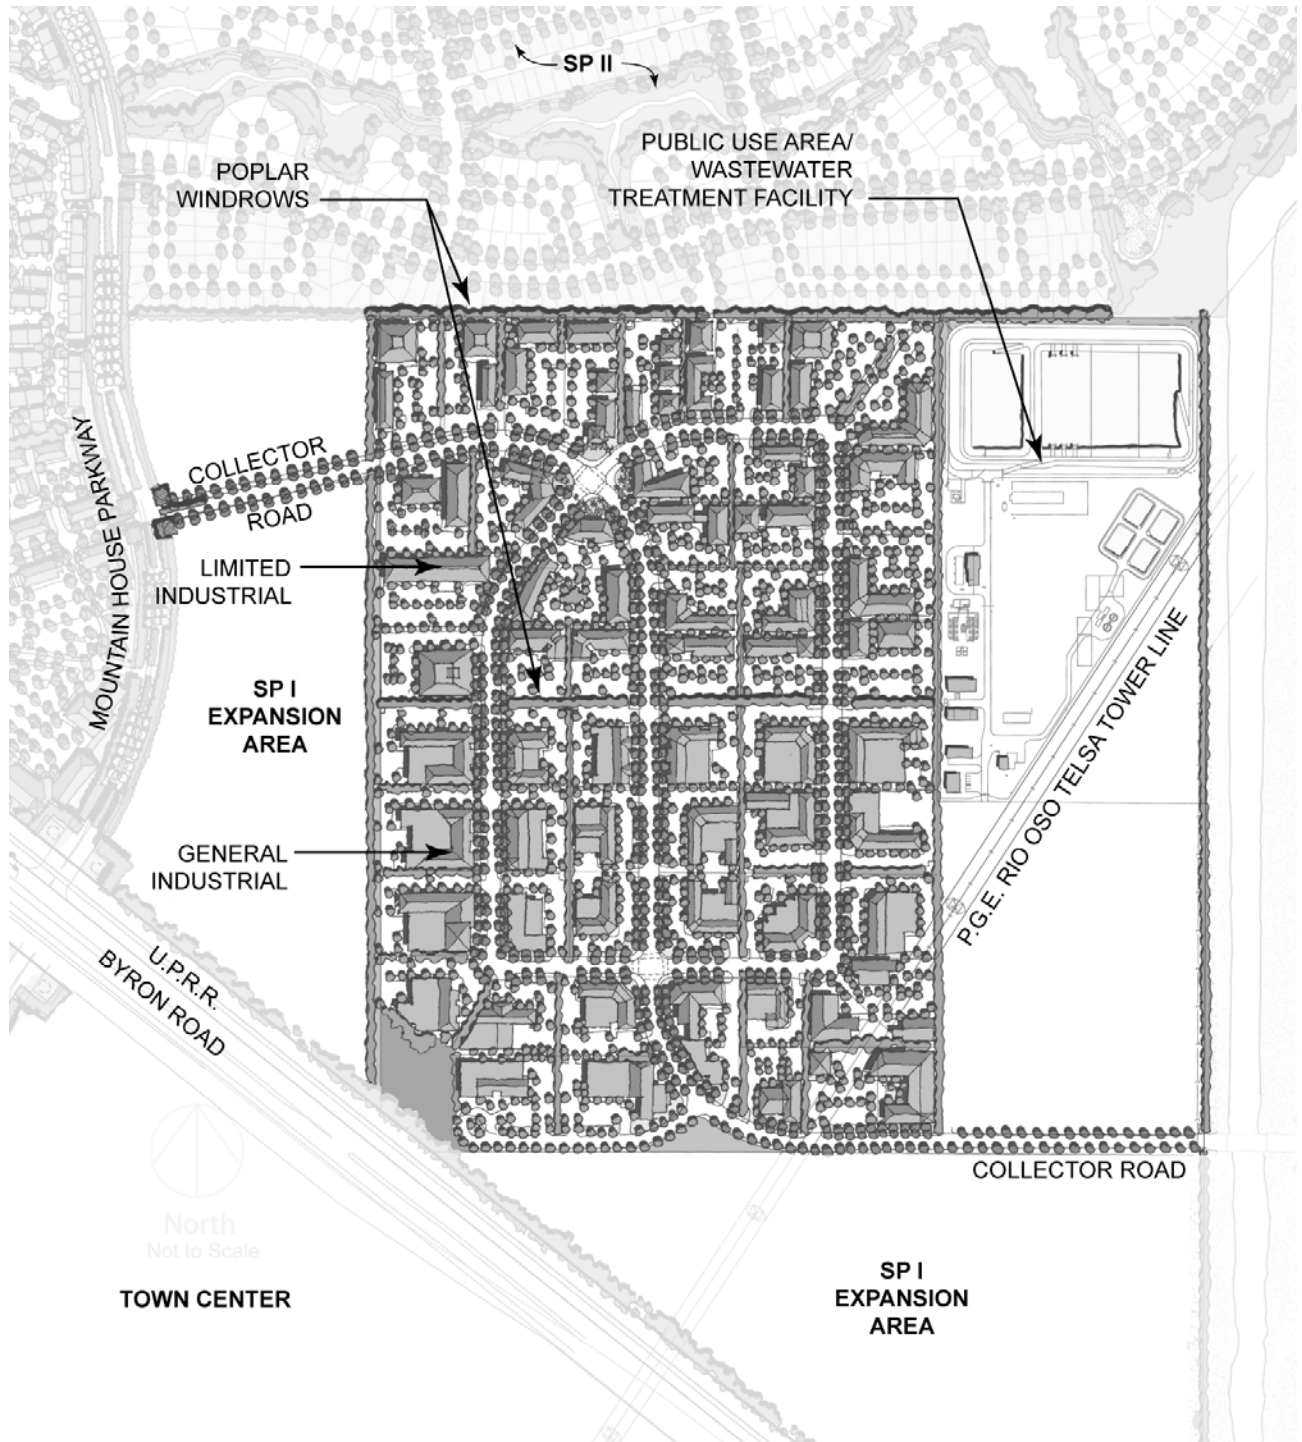 SP II
PUBLIC USE AREA/
WASTEWATER
TREATMENT FACILITY
POPLAR
WINDROWS
COLLECTOR
ROAD
MOUNTAIN HOUSE PARKWAY
LIMITED
INDUSTRIAL
SP I
EXPANSION
AREA
P.G.E. RIO OSO TELSA TOWER LINE
GENERAL
INDUSTRIAL
U.P.R.R.
BYRON ROAD
COLLECTOR ROAD
North
Not to Scale
TOWN CENTER
SP I
EXPANSION
AREA